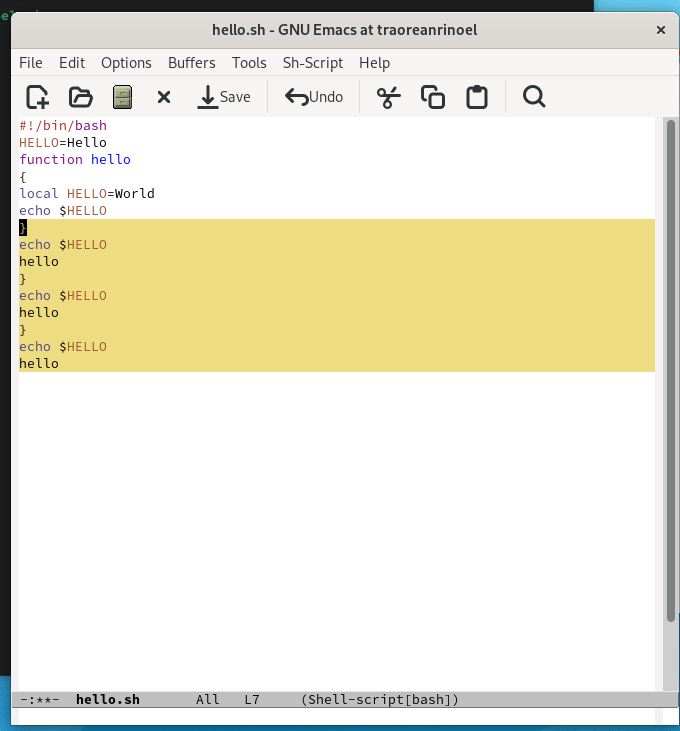 hello.sh - GNU Emacs at traoreanrinoel
File Edit Options Buffers Tools Sh-Script Help
Save Undo
#!/bin/bash
HELLO=Hello
function hello
{
local HELLO=World
echo $HELLO
}
echo $HELLO
hello
}
echo $HELLO
hello
}
echo $HELLO
hello
-:**- hello.sh All L7 (Shell-script[bash])